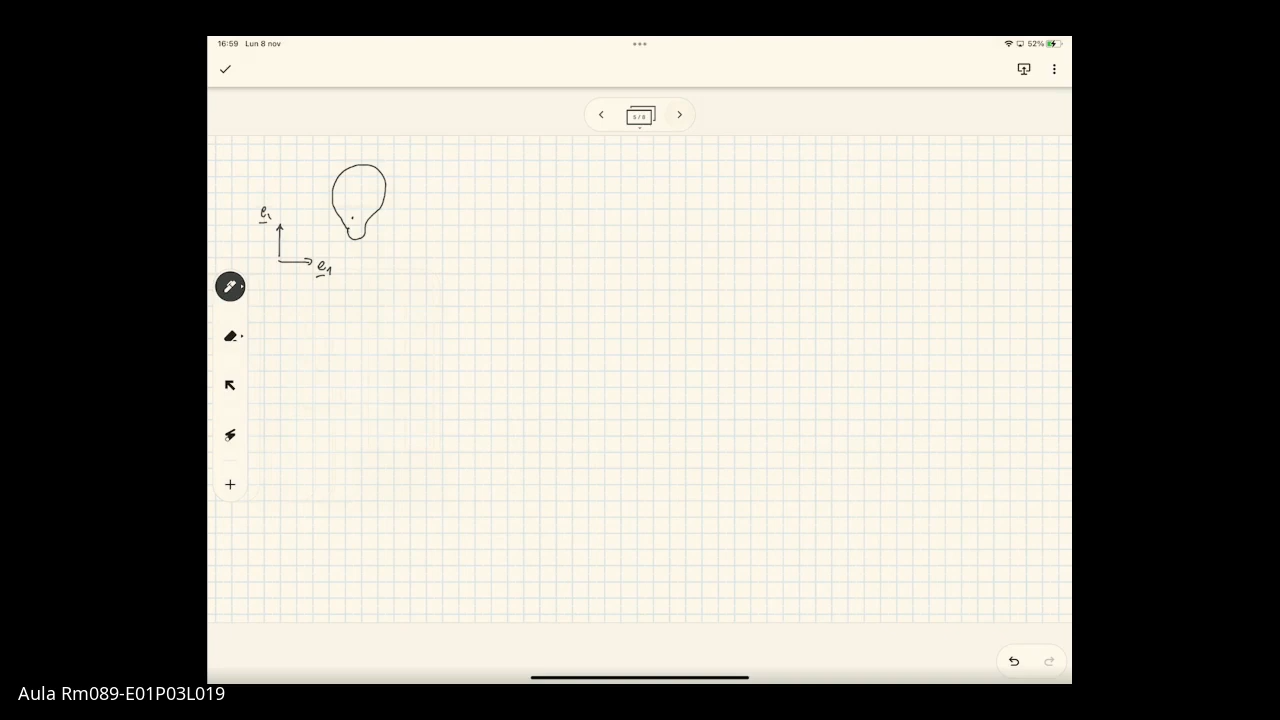 16:59 Lun 8 nov 52%
5 / 8
e₁
e₁
Aula Rm089-E01P03L019